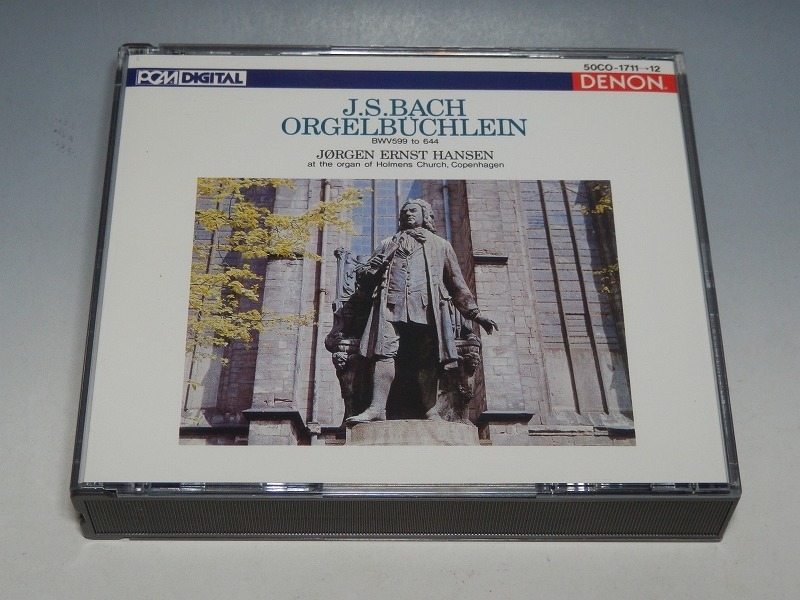 PCM DIGITAL
50CO-1711→12
DENON
J.S.BACH
ORGELBÜCHLEIN
BWV599 to 644
JØRGEN ERNST HANSEN
at the organ of Holmens Church, Copenhagen